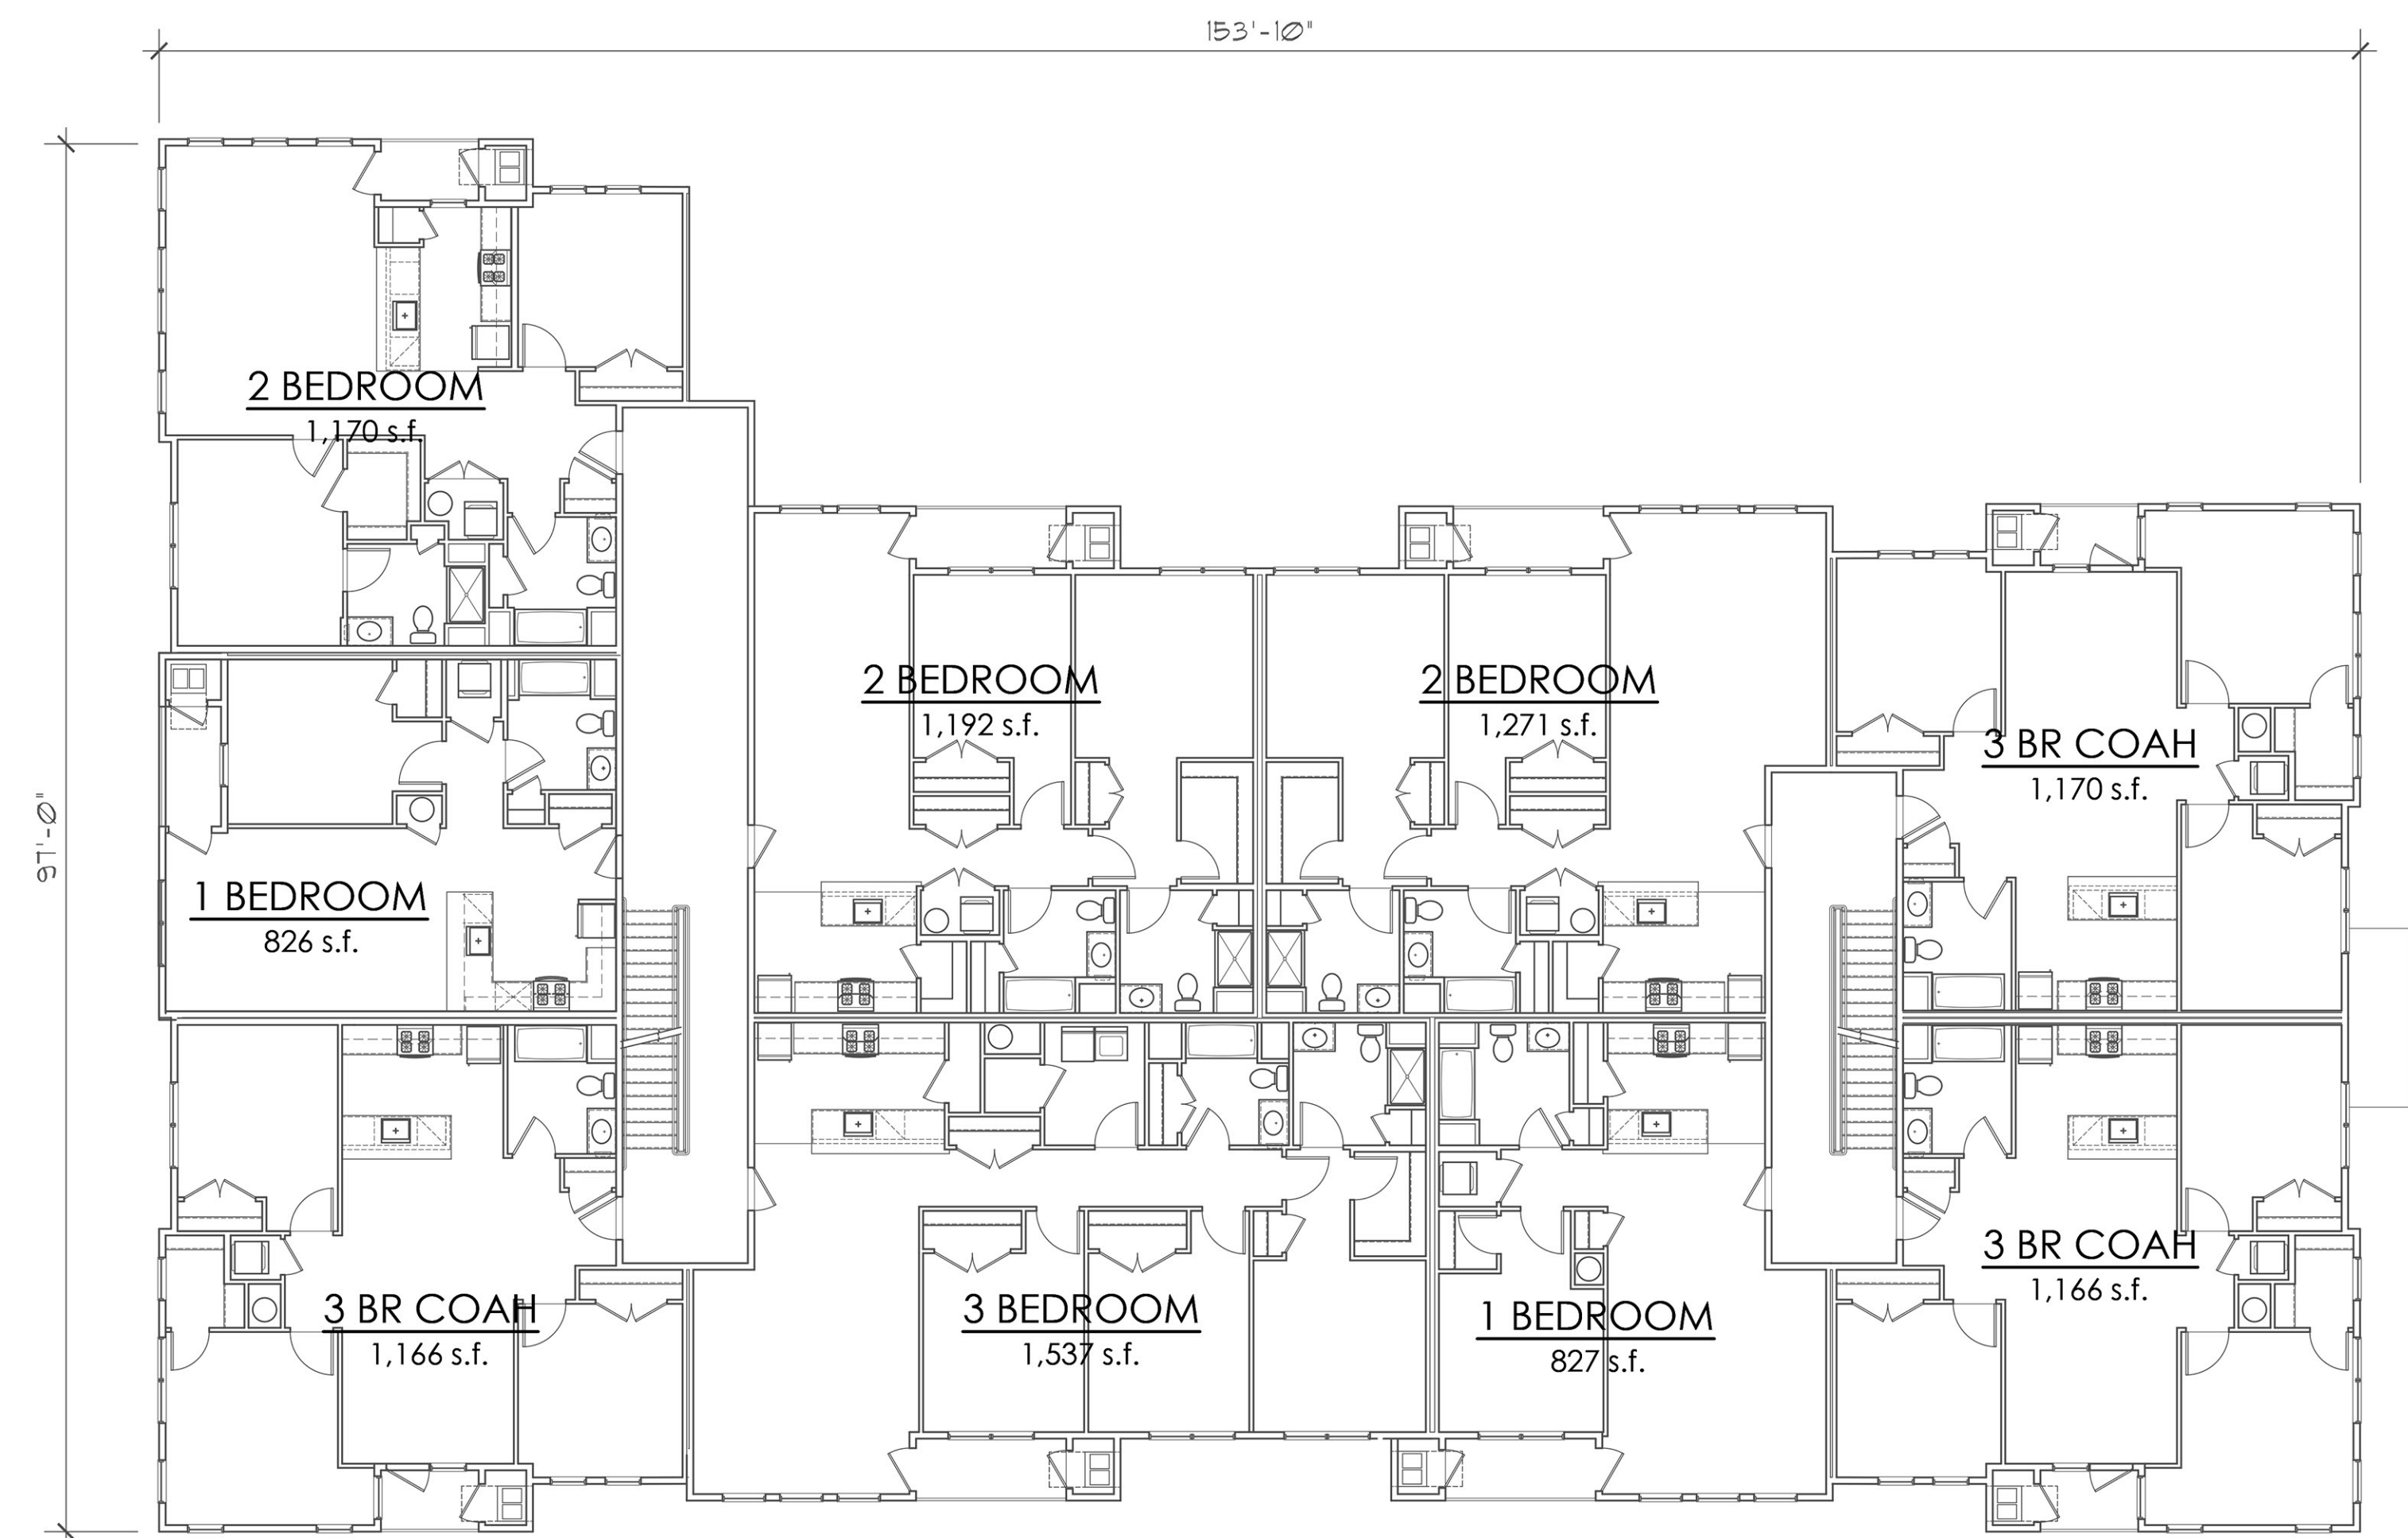 153'-10"
97'-0"
2 BEDROOM
1,170 s.f.
2 BEDROOM
1,192 s.f.
2 BEDROOM
1,271 s.f.
3 BR COAH
1,170 s.f.
1 BEDROOM
826 s.f.
3 BR COAH
1,166 s.f.
3 BEDROOM
1,537 s.f.
1 BEDROOM
827 s.f.
3 BR COAH
1,166 s.f.